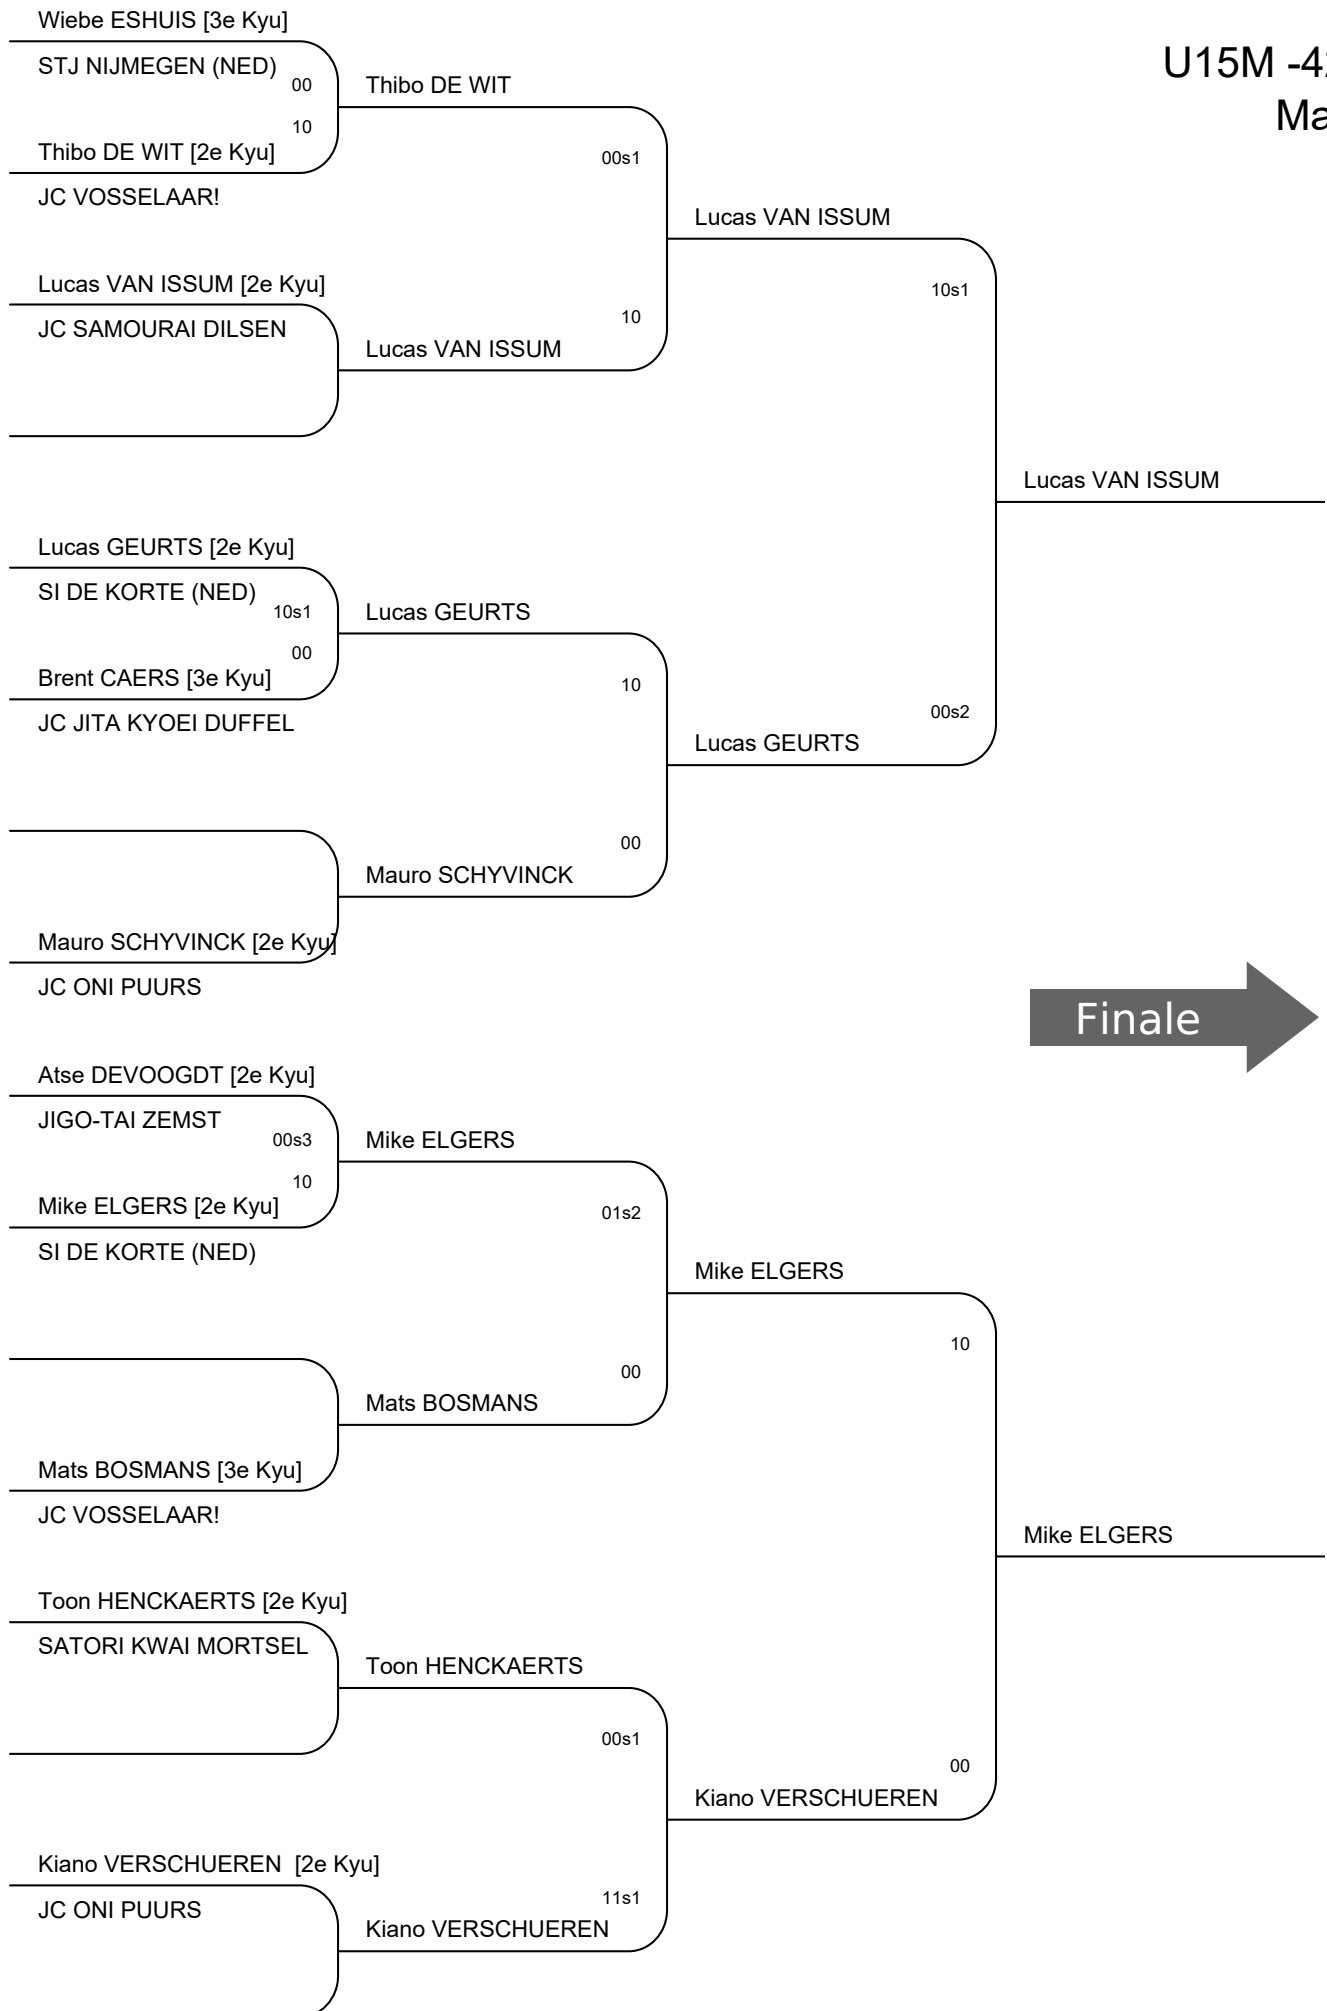 Wiebe ESHUIS [3e Kyu]
STJ NIJMEGEN (NED)
00
10
Thibo DE WIT [2e Kyu]
JC VOSSELAAR!
Lucas VAN ISSUM [2e Kyu]
JC SAMOURAI DILSEN
Lucas GEURTS [2e Kyu]
SI DE KORTE (NED)
10s1
00
Brent CAERS [3e Kyu]
JC JITA KYOEI DUFFEL
Mauro SCHYVINCK [2e Kyu]
JC ONI PUURS
Atse DEVOOGDT [2e Kyu]
JIGO-TAI ZEMST
00s3
10
Mike ELGERS [2e Kyu]
SI DE KORTE (NED)
Mats BOSMANS [3e Kyu]
JC VOSSELAAR!
Toon HENCKAERTS [2e Kyu]
SATORI KWAI MORTSEL
Kiano VERSCHUEREN  [2e Kyu]
JC ONI PUURS
Thibo DE WIT
00s1
10
Lucas VAN ISSUM
Lucas GEURTS
10
00
Mauro SCHYVINCK
Mike ELGERS
01s2
00
Mats BOSMANS
Toon HENCKAERTS
00s1
11s1
Kiano VERSCHUEREN
Lucas VAN ISSUM
10s1
00s2
Lucas GEURTS
Mike ELGERS
10
00
Kiano VERSCHUEREN
U15M -4
Ma
Lucas VAN ISSUM
Finale
Mike ELGERS